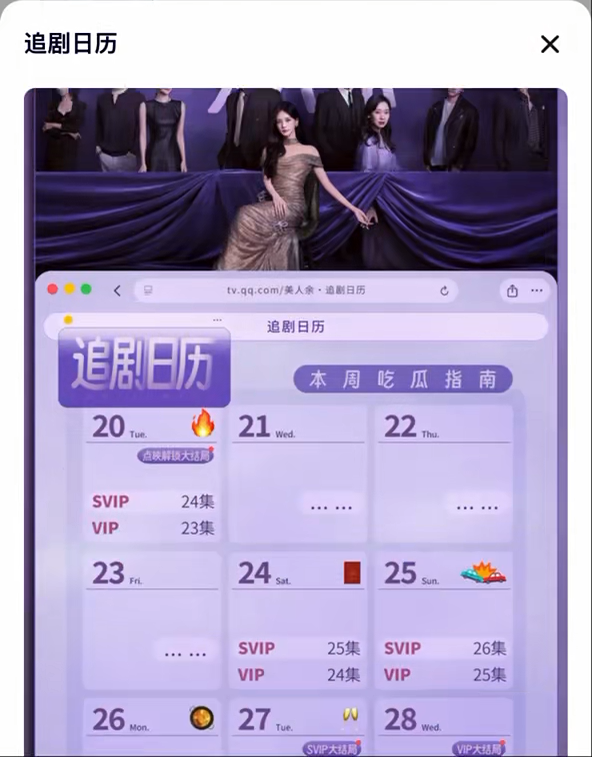 追剧日历
tv.qq.com/美人余·追剧日历
追剧日历
追剧日历
本周吃瓜指南
20 Tue.
21 Wed.
22 Thu.
点映解锁大结局
SVIP 24集
VIP 23集
... ...
... ...
23 Fri.
24 Sat.
25 Sun.
... ...
SVIP 25集
VIP 24集
SVIP 26集
VIP 25集
26 Mon.
27 Tue.
28 Wed.
SVIP大结局
VIP大结局